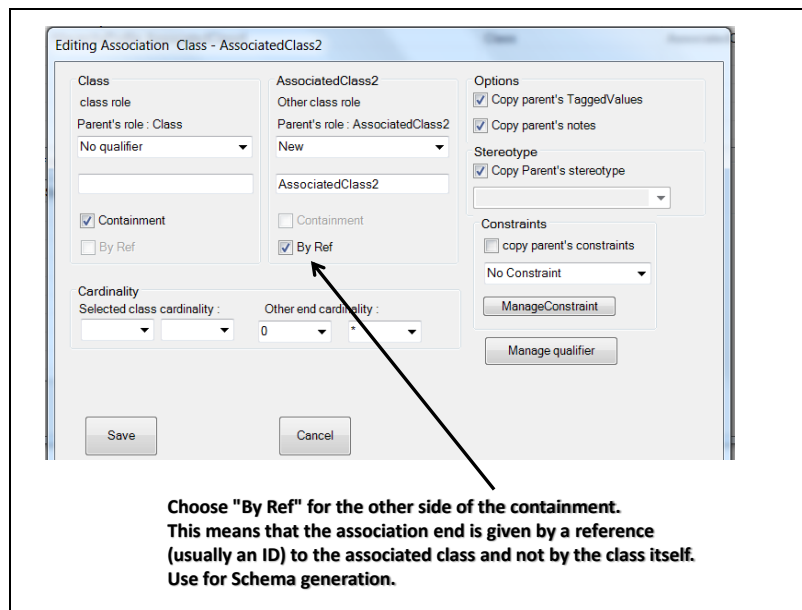 Editing Association Class - AssociatedClass2
Class
class role
Parent's role : Class
No qualifier
Containment
By Ref
AssociatedClass2
Other class role
Parent's role : AssociatedClass2
New
AssociatedClass2
Containment
By Ref
Options
Copy parent's TaggedValues
Copy parent's notes
Stereotype
Copy Parent's stereotype
Constraints
copy parent's constraints
No Constraint
ManageConstraint
Manage qualifier
Cardinality
Selected class cardinality :
Other end cardinality :
0
*
Save
Cancel
Choose "By Ref" for the other side of the containment.
This means that the association end is given by a reference
(usually an ID) to the associated class and not by the class itself.
Use for Schema generation.